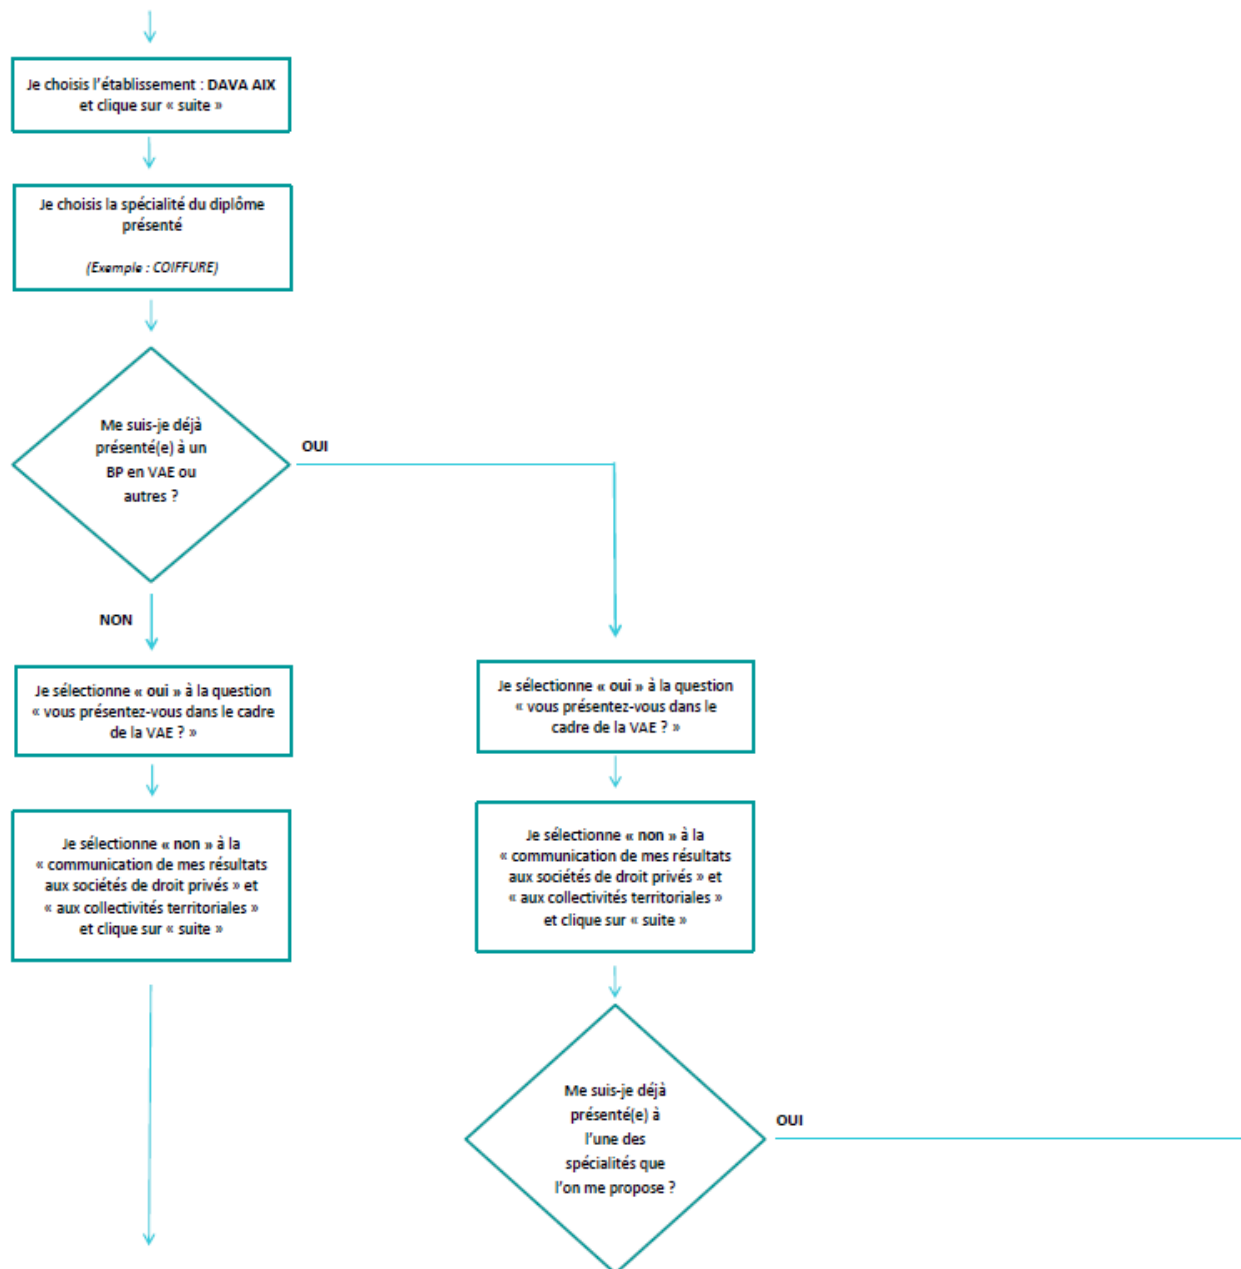 Je choisis l'établissement : DAVA AIX
et clique sur « suite »
Je choisis la spécialité du diplôme
présenté
(Exemple : COIFFURE)
Me suis-je déjà
présenté(e) à un
BP en VAE ou
autres ?
OUI
NON
Je sélectionne « oui » à la question
« vous présentez-vous dans le cadre
de la VAE ? »
Je sélectionne « non » à la
« communication de mes résultats
aux sociétés de droit privés » et
« aux collectivités territoriales »
et clique sur « suite »
Je sélectionne « oui » à la question
« vous présentez-vous dans le
cadre de la VAE ? »
Je sélectionne « non » à la
« communication de mes résultats
aux sociétés de droit privés » et
« aux collectivités territoriales »
et clique sur « suite »
Me suis-je déjà
présenté(e) à
l'une des
spécialités que
l'on me propose ?
OUI